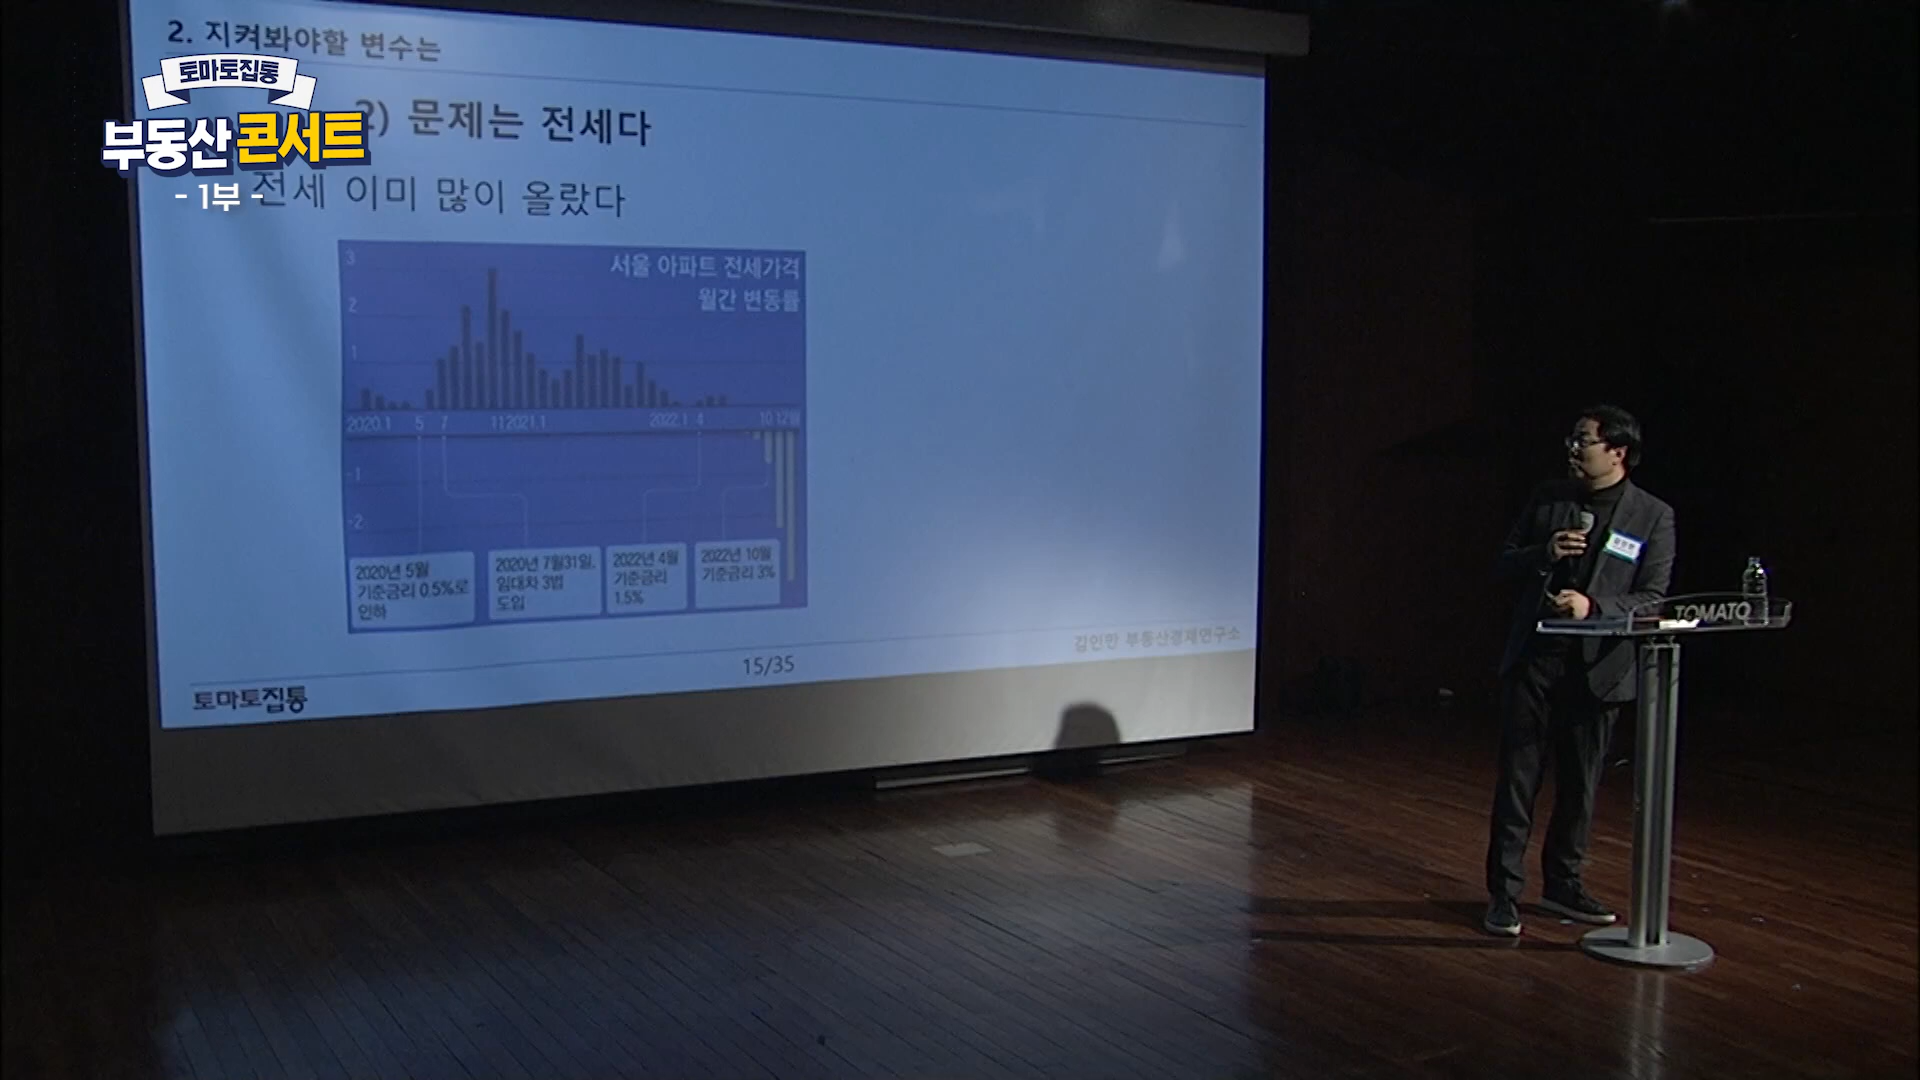 2. 지켜봐야할 변수는
토마토집통
부동산 콘서트
- 1부 -
2) 문제는 전세다
전세 이미 많이 올랐다
서울 아파트 전세가격
월간 변동률
3
2
1
2020.1 5 7 11 2021.1 2022.1 4 10 12월
-1
-2
2020년 5월
기준금리 0.5%로
인하
2020년 7월31일,
임대차 3법
도입
2022년 4월
기준금리
1.5%
2022년 10월
기준금리 3%
김인만 부동산경제연구소
15/35
토마토집통
TOMATO